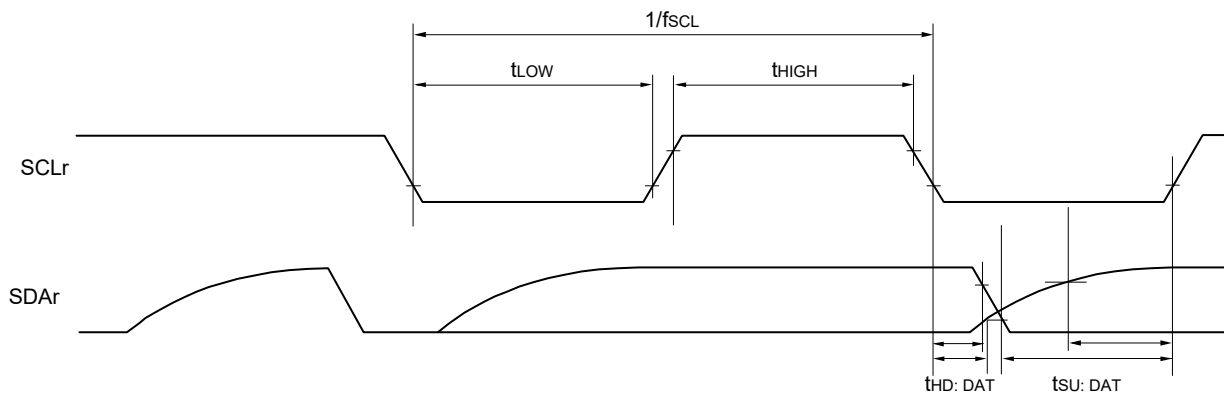 1/fSCL
tLOW
tHIGH
SCLr
SDAr
tHD: DAT
tSU: DAT